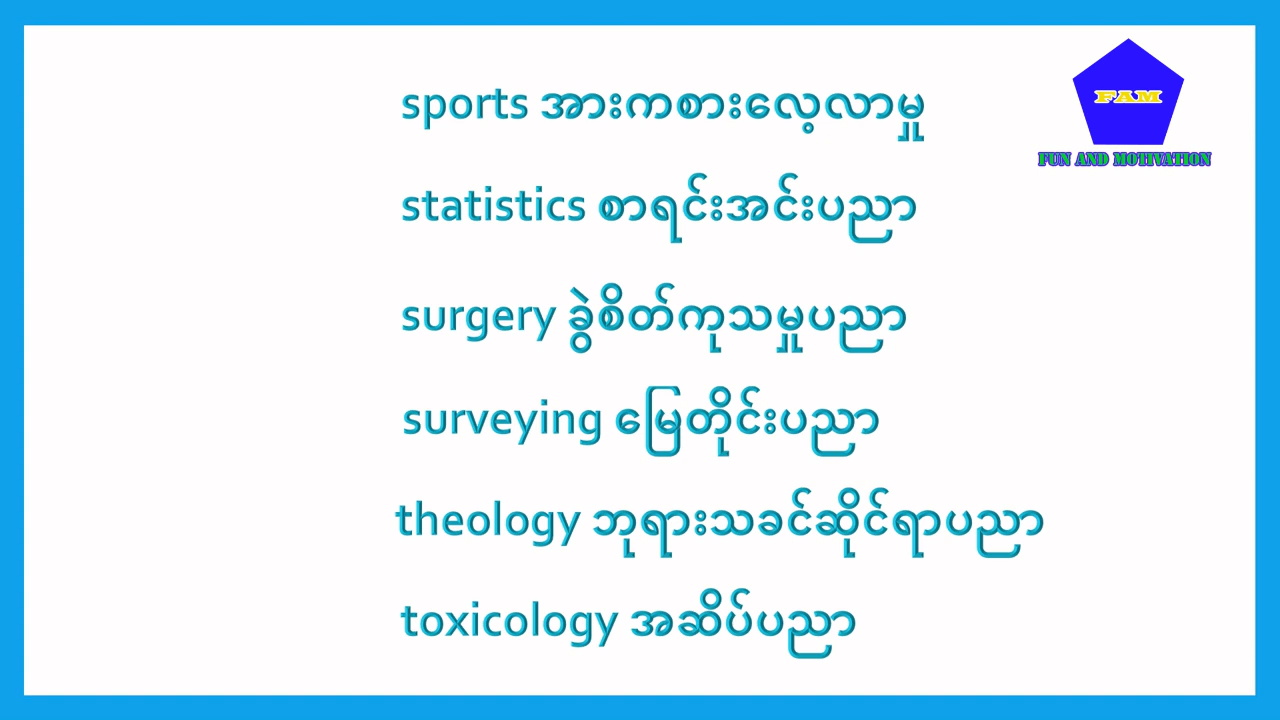 sports အားကစားလေ့လာမှု
FAM
FUN AND MOTIVATION
statistics စာရင်းအင်းပညာ
surgery ခွဲစိတ်ကုသမှုပညာ
surveying မြေတိုင်းပညာ
theology ဘုရားသခင်ဆိုင်ရာပညာ
toxicology အဆိပ်ပညာ